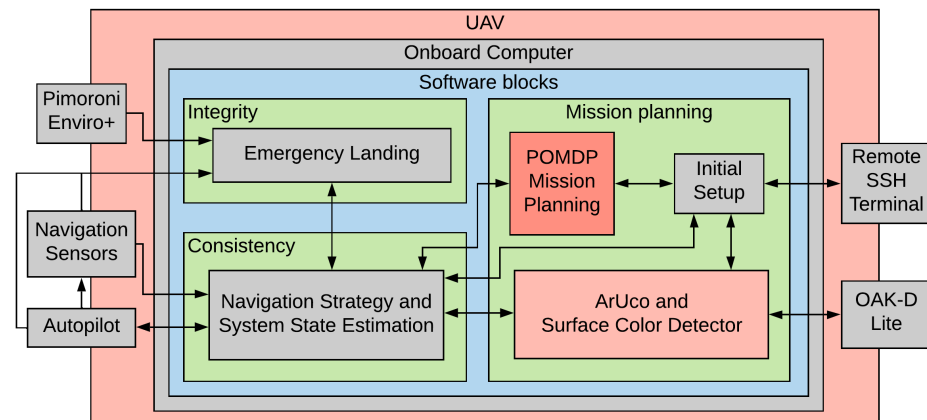 UAV
Onboard Computer
Software blocks
Pimoroni
Enviro+
Integrity
Emergency Landing
Mission planning
POMDP
Mission
Planning
Initial
Setup
Remote
SSH
Terminal
Navigation
Sensors
Consistency
Navigation Strategy and
System State Estimation
ArUco and
Surface Color Detector
OAK-D
Lite
Autopilot